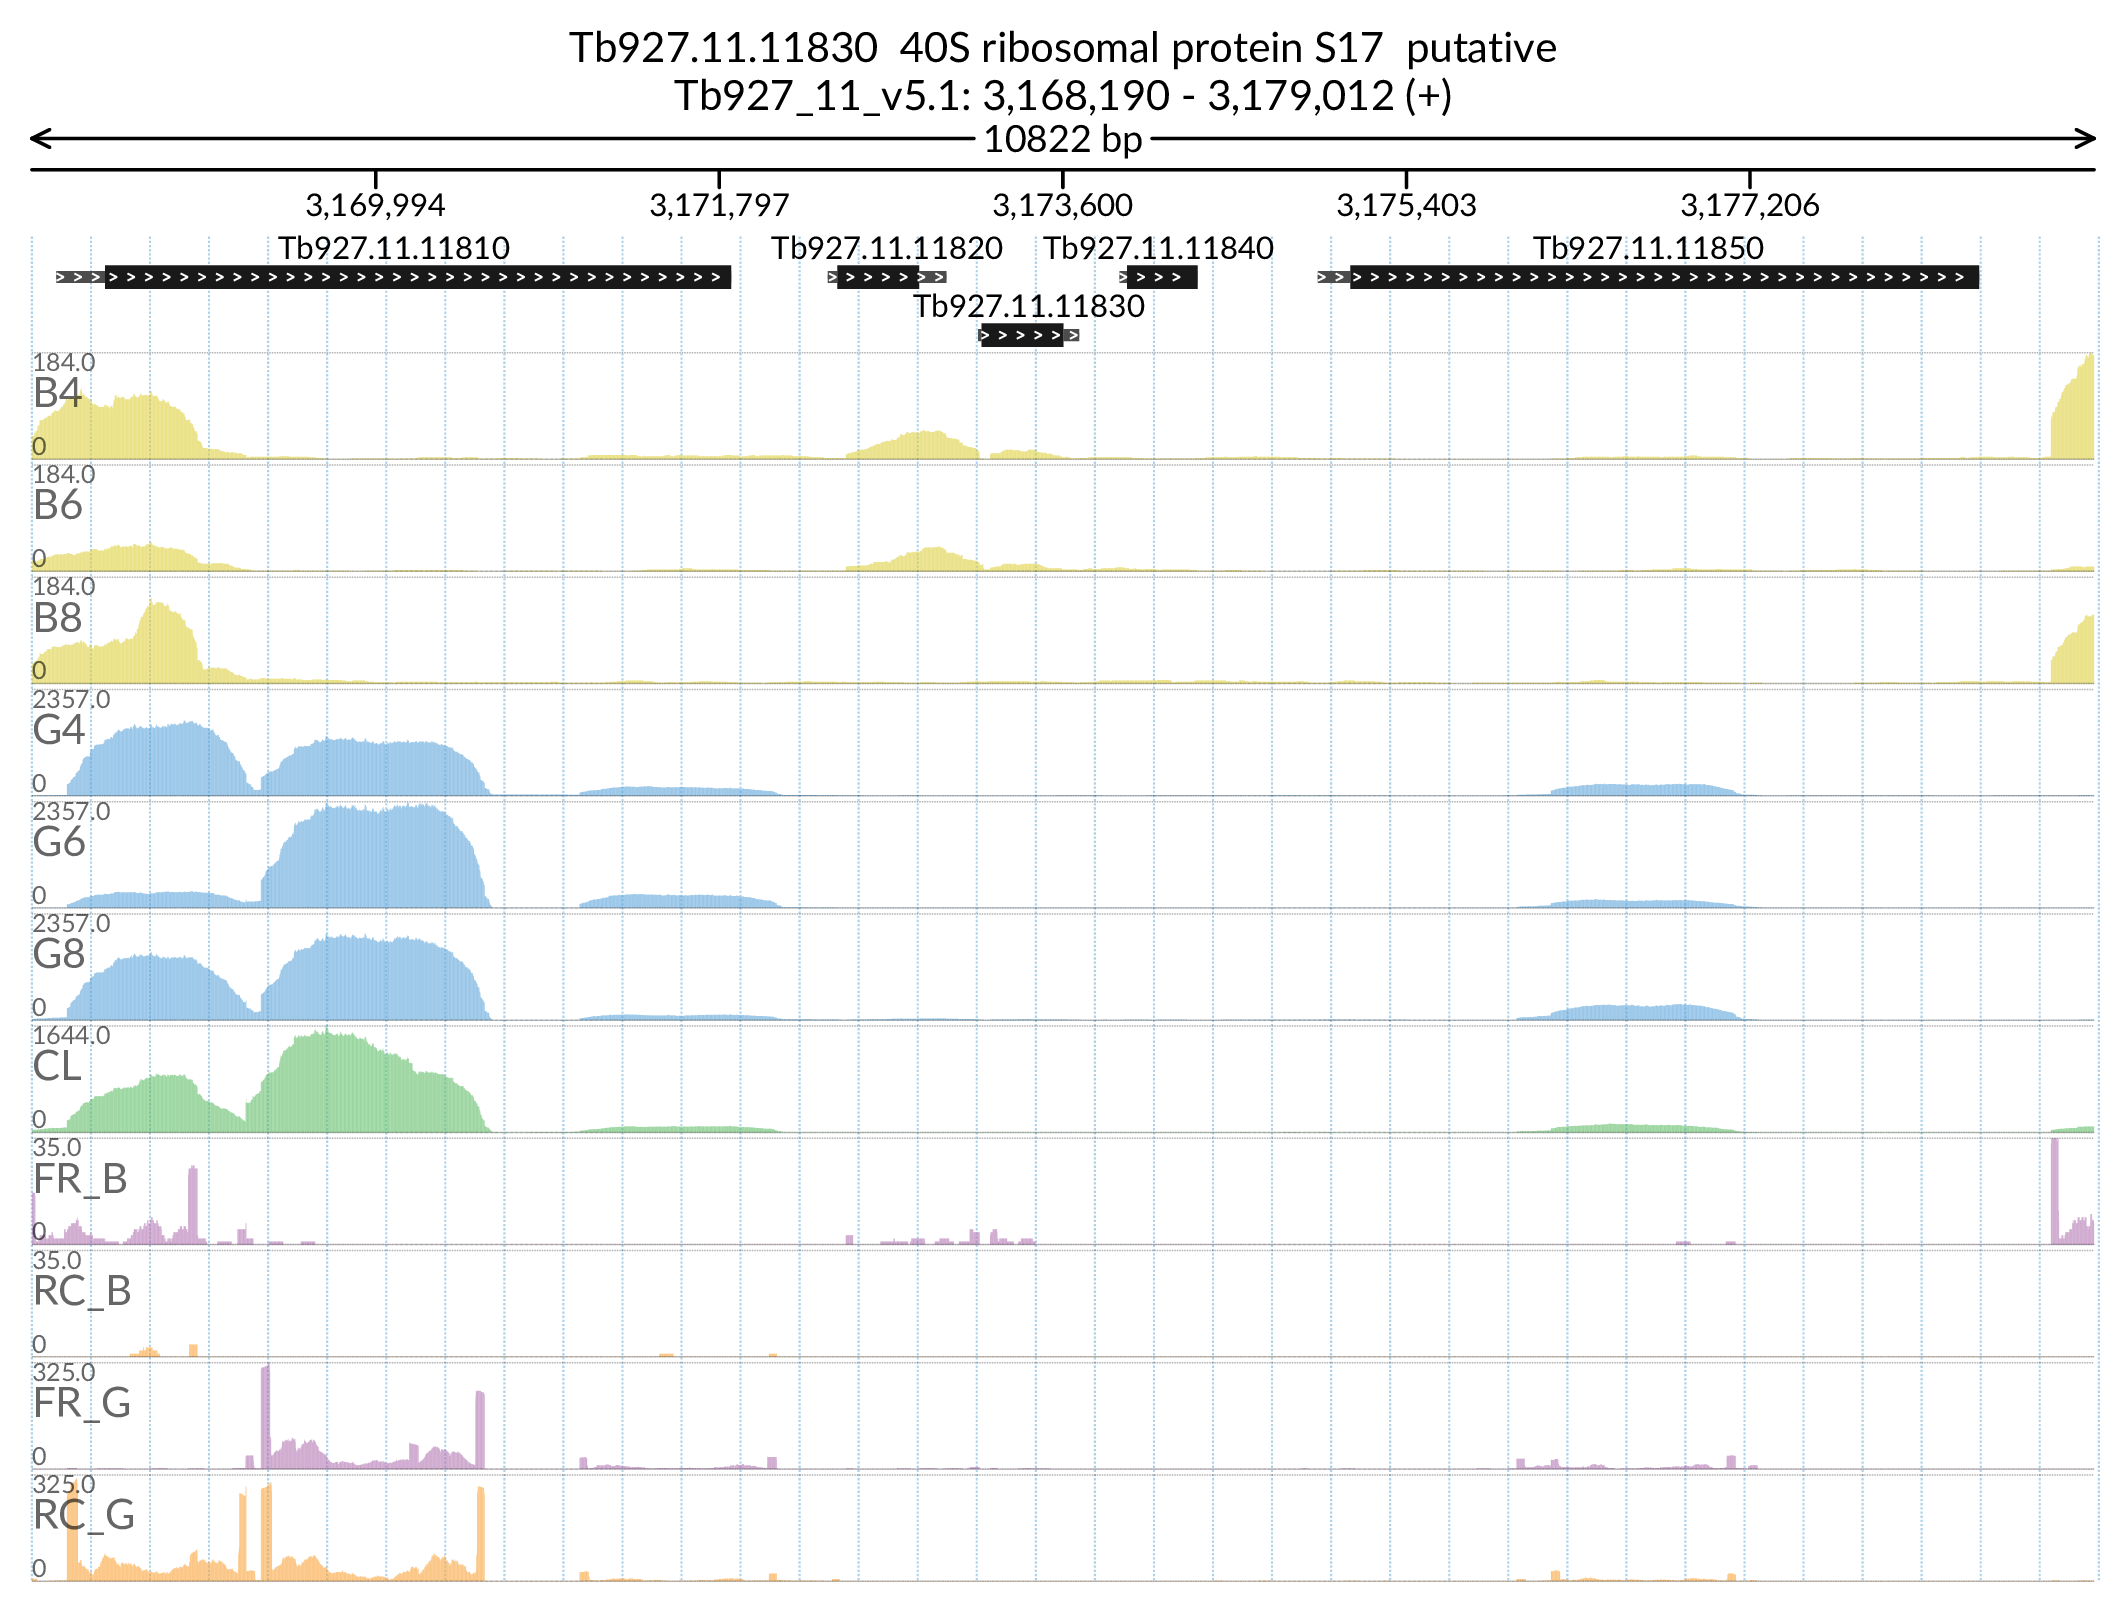 Tb927.11.11830  40S ribosomal protein S17  putative
Tb927_11_v5.1: 3,168,190 - 3,179,012 (+)
10822 bp
3,169,994 3,171,797 3,173,600 3,175,403 3,177,206
Tb927.11.11810 Tb927.11.11820 Tb927.11.11840 Tb927.11.11850
Tb927.11.11830
184.0
B4
0
184.0
B6
0
184.0
B8
0
2357.0
G4
0
2357.0
G6
0
2357.0
G8
0
1644.0
CL
0
35.0
FR_B
0
35.0
RC_B
0
325.0
FR_G
0
325.0
RC_G
0